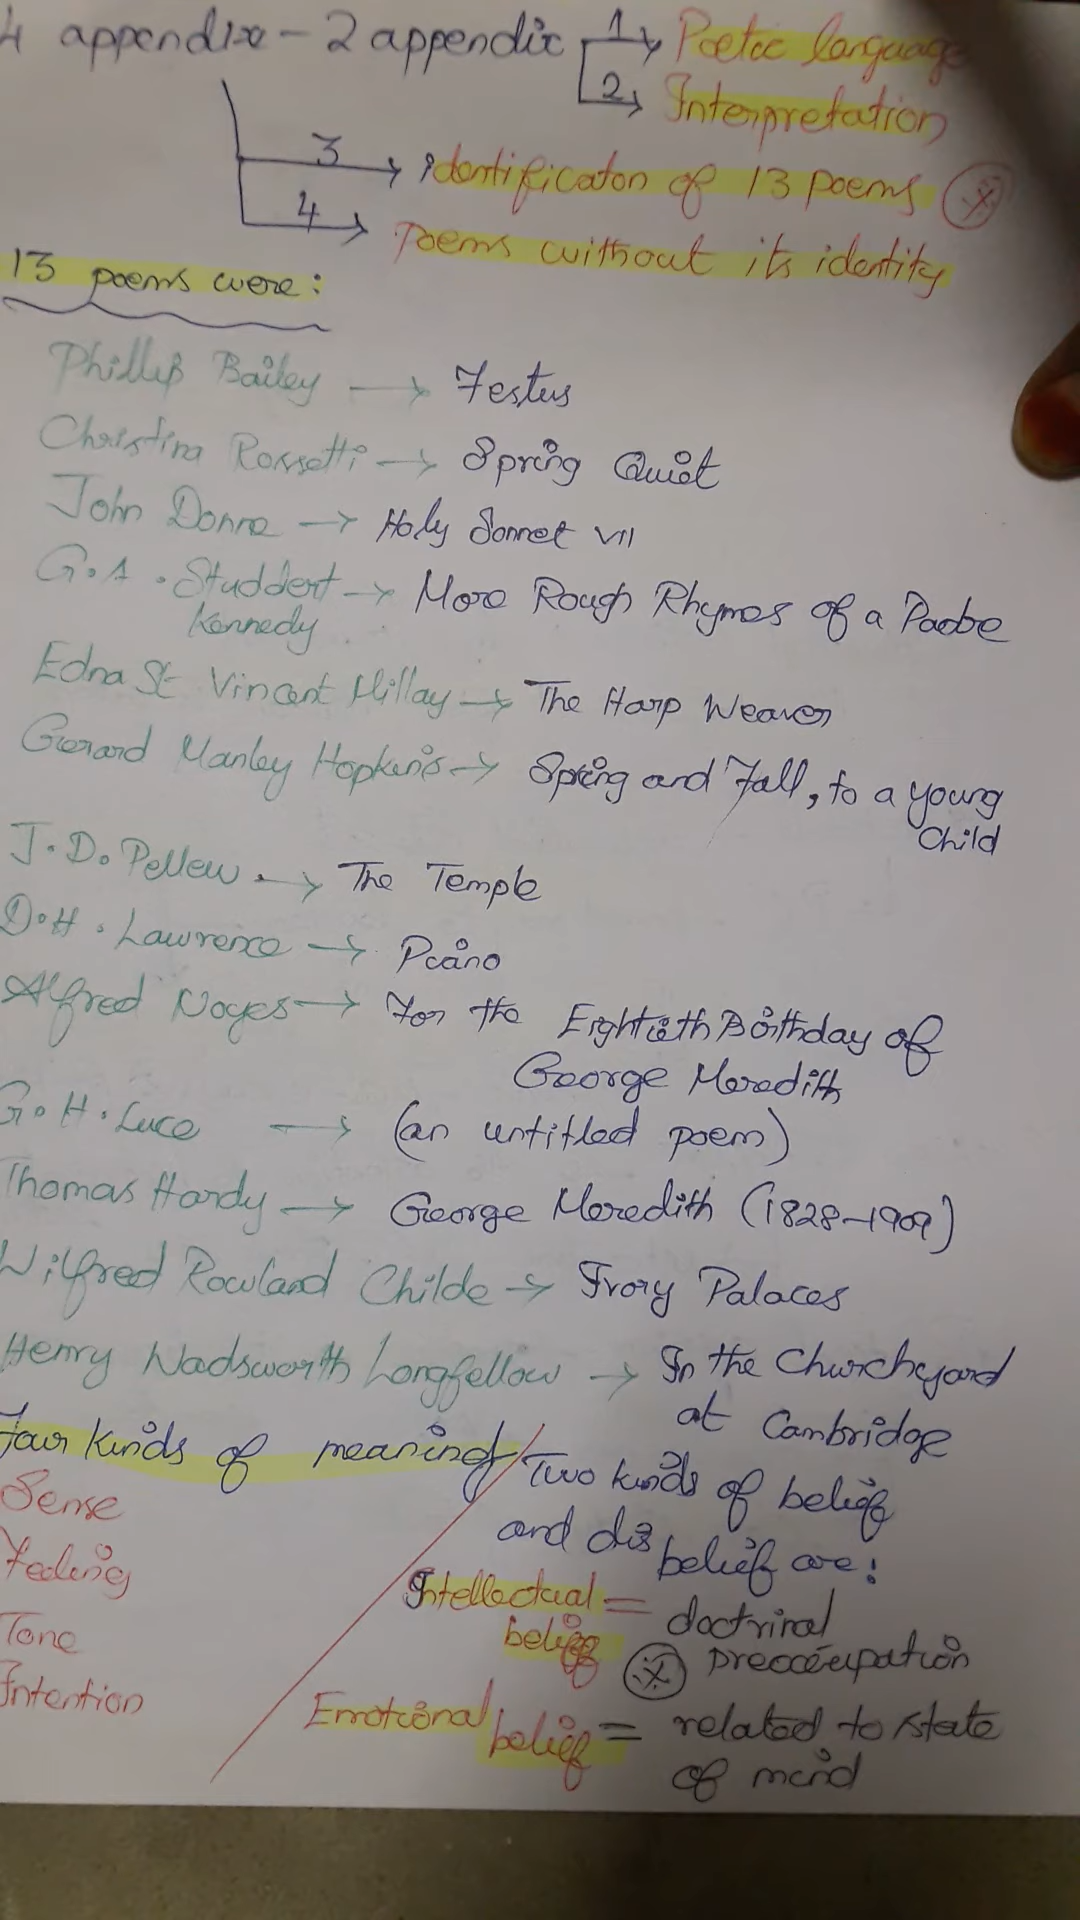 4 appendix - 2 appendix 1 → Poetic language
2 → Interpretation
3 → identificaton of 13 poems
4 → poems without its identity
13 poems were:
Phillip Bailey → Festus
Christina Rossetti → Spring Quiet
John Donne → Holy Sonnet VII
G.A. Studdert → More Rough Rhymes of a Padre
Kennedy
Edna St Vincent Millay → The Harp Weaver
Gerard Manley Hopkins → Spring and Fall, to a young
Child
J.D. Pellew. → The Temple
D.H. Lawrence → Piano
Alfred Noyes → For the Eightieth Birthday of
George Meredith
G.H. Luce → (an untitled poem)
Thomas Hardy → George Meredith (1828-1909)
Wilfred Rowland Childe → Ivory Palaces
Henry Wadsworth Longfellow → In the Churchyard
at Cambridge
Four kinds of meaning
Sense
Feeling
Tone
Intention
Two kinds of belief
and dis belief are:
Intellectual = doctrinal
belief preoccupation
Emotional belief = related to state
of mind